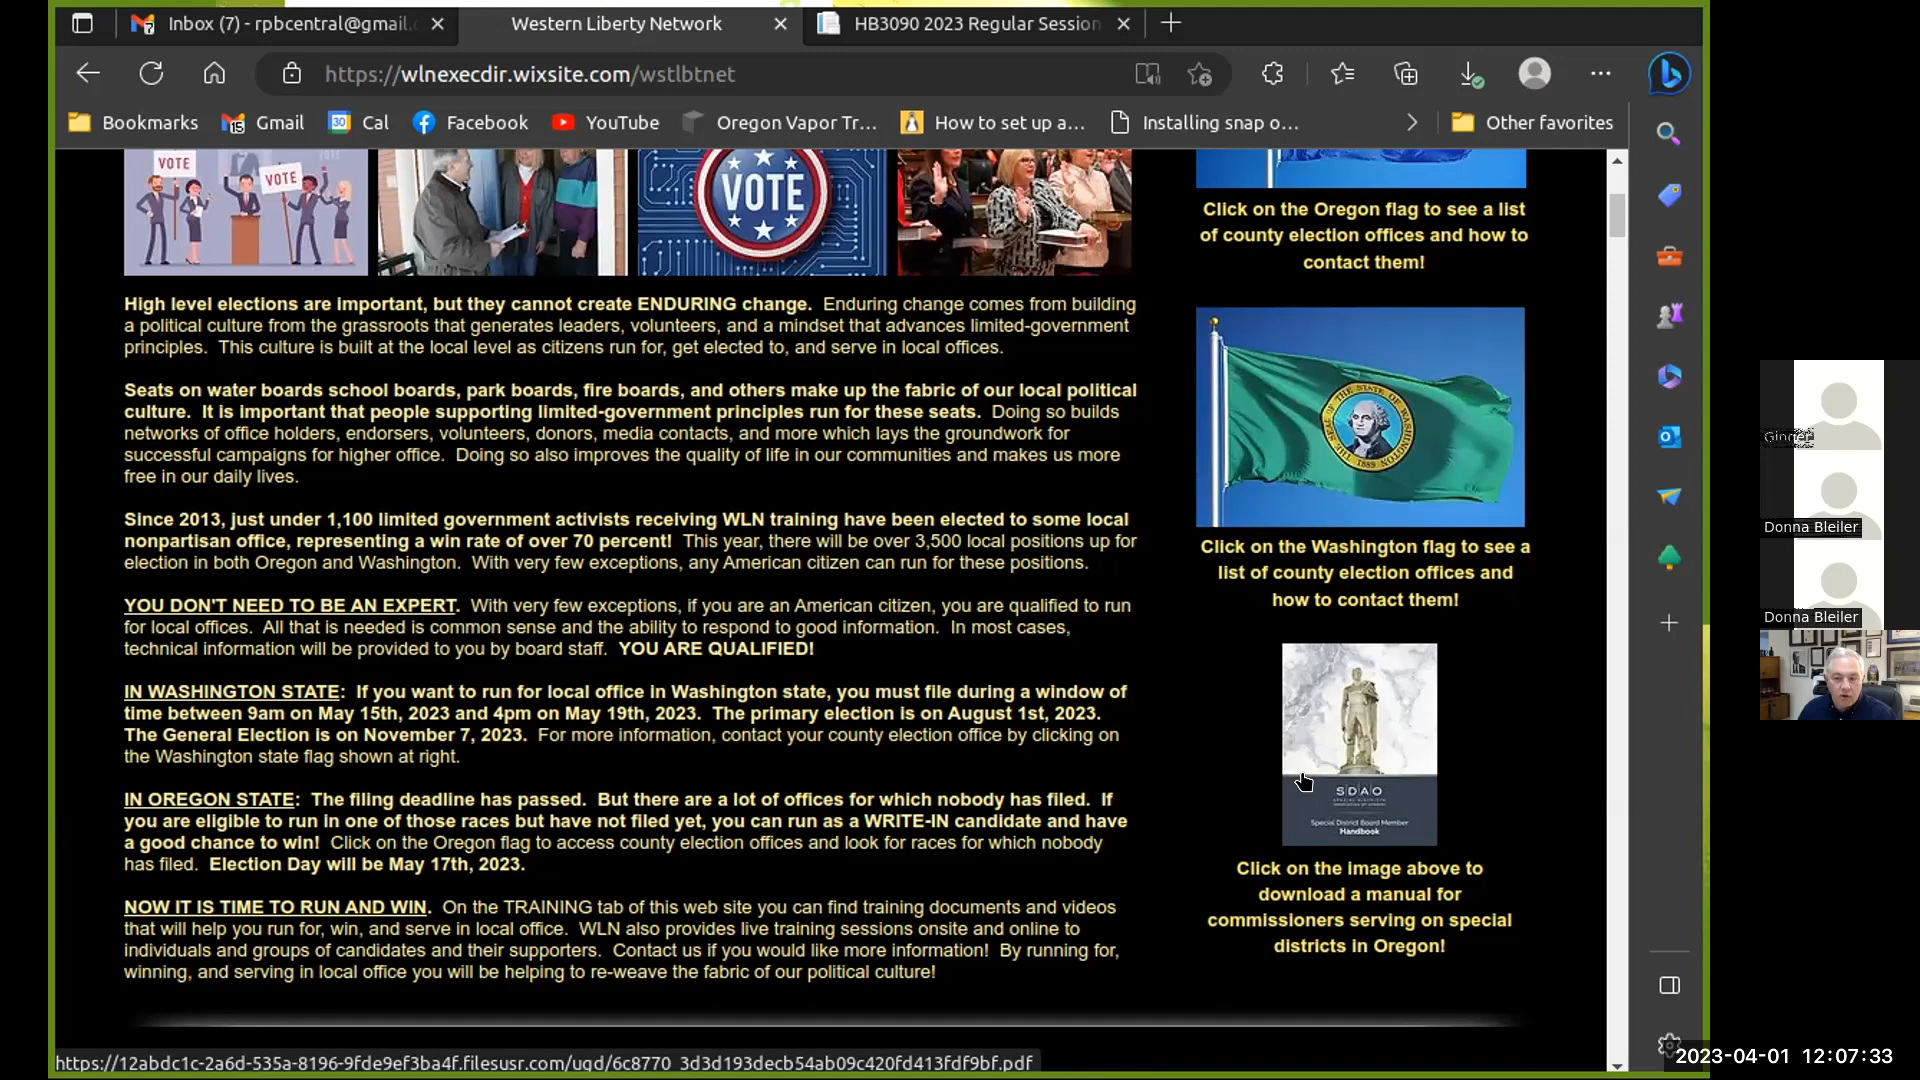 Inbox (7) - rpbcentral@gmail.
Western Liberty Network
HB3090 2023 Regular Session
https://wlnexecdir.wixsite.com/wstlbtnet
Bookmarks
15
Gmail
30
Cal
Facebook
YouTube
Oregon Vapor Tr...
How to set up a...
Installing snap o...
Other favorites
VOTE
VOTE
VOTE
VOTE
High level elections are important, but they cannot create ENDURING change. Enduring change comes from building
a political culture from the grassroots that generates leaders, volunteers, and a mindset that advances limited-government
principles. This culture is built at the local level as citizens run for, get elected to, and serve in local offices.
Seats on water boards school boards, park boards, fire boards, and others make up the fabric of our local political
culture. It is important that people supporting limited-government principles run for these seats. Doing so builds
networks of office holders, endorsers, volunteers, donors, media contacts, and more which lays the groundwork for
successful campaigns for higher office. Doing so also improves the quality of life in our communities and makes us more
free in our daily lives.
Since 2013, just under 1,100 limited government activists receiving WLN training have been elected to some local
nonpartisan office, representing a win rate of over 70 percent! This year, there will be over 3,500 local positions up for
election in both Oregon and Washington. With very few exceptions, any American citizen can run for these positions.
YOU DON'T NEED TO BE AN EXPERT. With very few exceptions, if you are an American citizen, you are qualified to run
for local offices. All that is needed is common sense and the ability to respond to good information. In most cases,
technical information will be provided to you by board staff. YOU ARE QUALIFIED!
IN WASHINGTON STATE: If you want to run for local office in Washington state, you must file during a window of
time between 9am on May 15th, 2023 and 4pm on May 19th, 2023. The primary election is on August 1st, 2023.
The General Election is on November 7, 2023. For more information, contact your county election office by clicking on
the Washington state flag shown at right.
IN OREGON STATE: The filing deadline has passed. But there are a lot of offices for which nobody has filed. If
you are eligible to run in one of those races but have not filed yet, you can run as a WRITE-IN candidate and have
a good chance to win! Click on the Oregon flag to access county election offices and look for races for which nobody
has filed. Election Day will be May 17th, 2023.
NOW IT IS TIME TO RUN AND WIN. On the TRAINING tab of this web site you can find training documents and videos
that will help you run for, win, and serve in local office. WLN also provides live training sessions onsite and online to
individuals and groups of candidates and their supporters. Contact us if you would like more information! By running for,
winning, and serving in local office you will be helping to re-weave the fabric of our political culture!
Click on the Oregon flag to see a list
of county election offices and how to
contact them!
THE SEAL OF THE STATE OF WASHINGTON
1889
Click on the Washington flag to see a
list of county election offices and
how to contact them!
SDAO
Special District Board Member
Handbook
Click on the image above to
download a manual for
commissioners serving on special
districts in Oregon!
https://12abdc1c-2a6d-535a-8196-9fde9ef3ba4f.filesusr.com/ugd/6c8770_3d3d193decb54ab09c420fd413fdf9bf.pdf
Ginger
Donna Bleiler
Donna Bleiler
2023-04-01 12:07:33